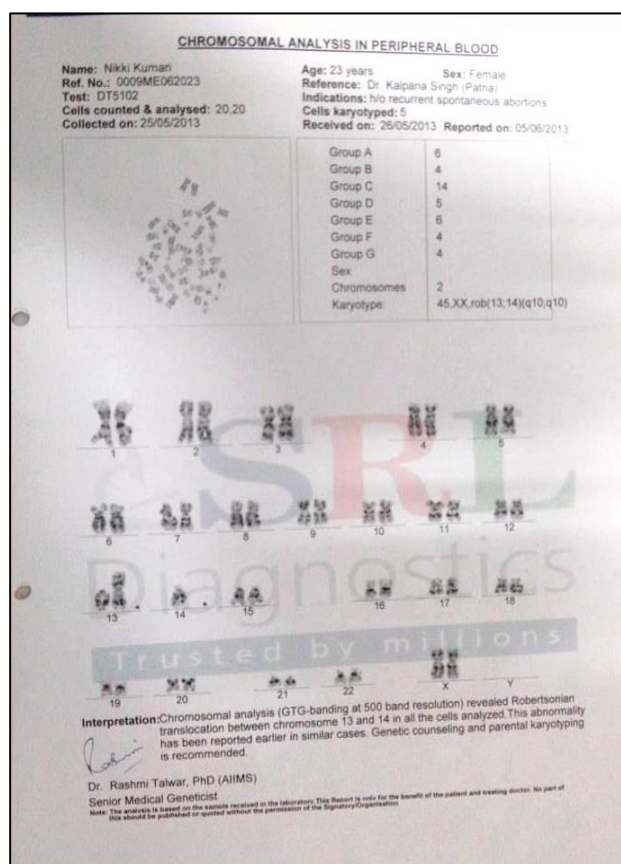 CHROMOSOMAL ANALYSIS IN PERIPHERAL BLOOD
Name: Nikki Kumari
Ref. No.: 0009ME062023
Test: DT5102
Cells counted & analysed: 20,20
Collected on: 25/05/2013
Age: 23 years Sex: Female
Reference: Dr. Kalpana Singh (Patna)
Indications: h/o recurrent spontaneous abortions
Cells karyotyped: 5
Received on: 26/05/2013 Reported on: 05/06/2013
Group A 6
Group B 4
Group C 14
Group D 5
Group E 6
Group F 4
Group G 4
Sex
Chromosomes 2
Karyotype: 45,XX,rob(13;14)(q10;q10)
1 2 3 4 5
6 7 8 9 10 11 12
13 14 15 16 17 18
19 20 21 22 X Y
SRL
Diagnostics
Trusted by millions
Interpretation:Chromosomal analysis (GTG-banding at 500 band resolution) revealed Robertsonian
translocation between chromosome 13 and 14 in all the cells analyzed.This abnormality
has been reported earlier in similar cases. Genetic counseling and parental karyotyping
is recommended.
Rashmi
Dr. Rashmi Talwar, PhD (AIIMS)
Senior Medical Geneticist
Note: The analysis is based on the sample received in the laboratory.This Report is only for the benefit of the patient and treating doctor. No part of
this should be published or quoted without the permission of the Signatory/Organisation